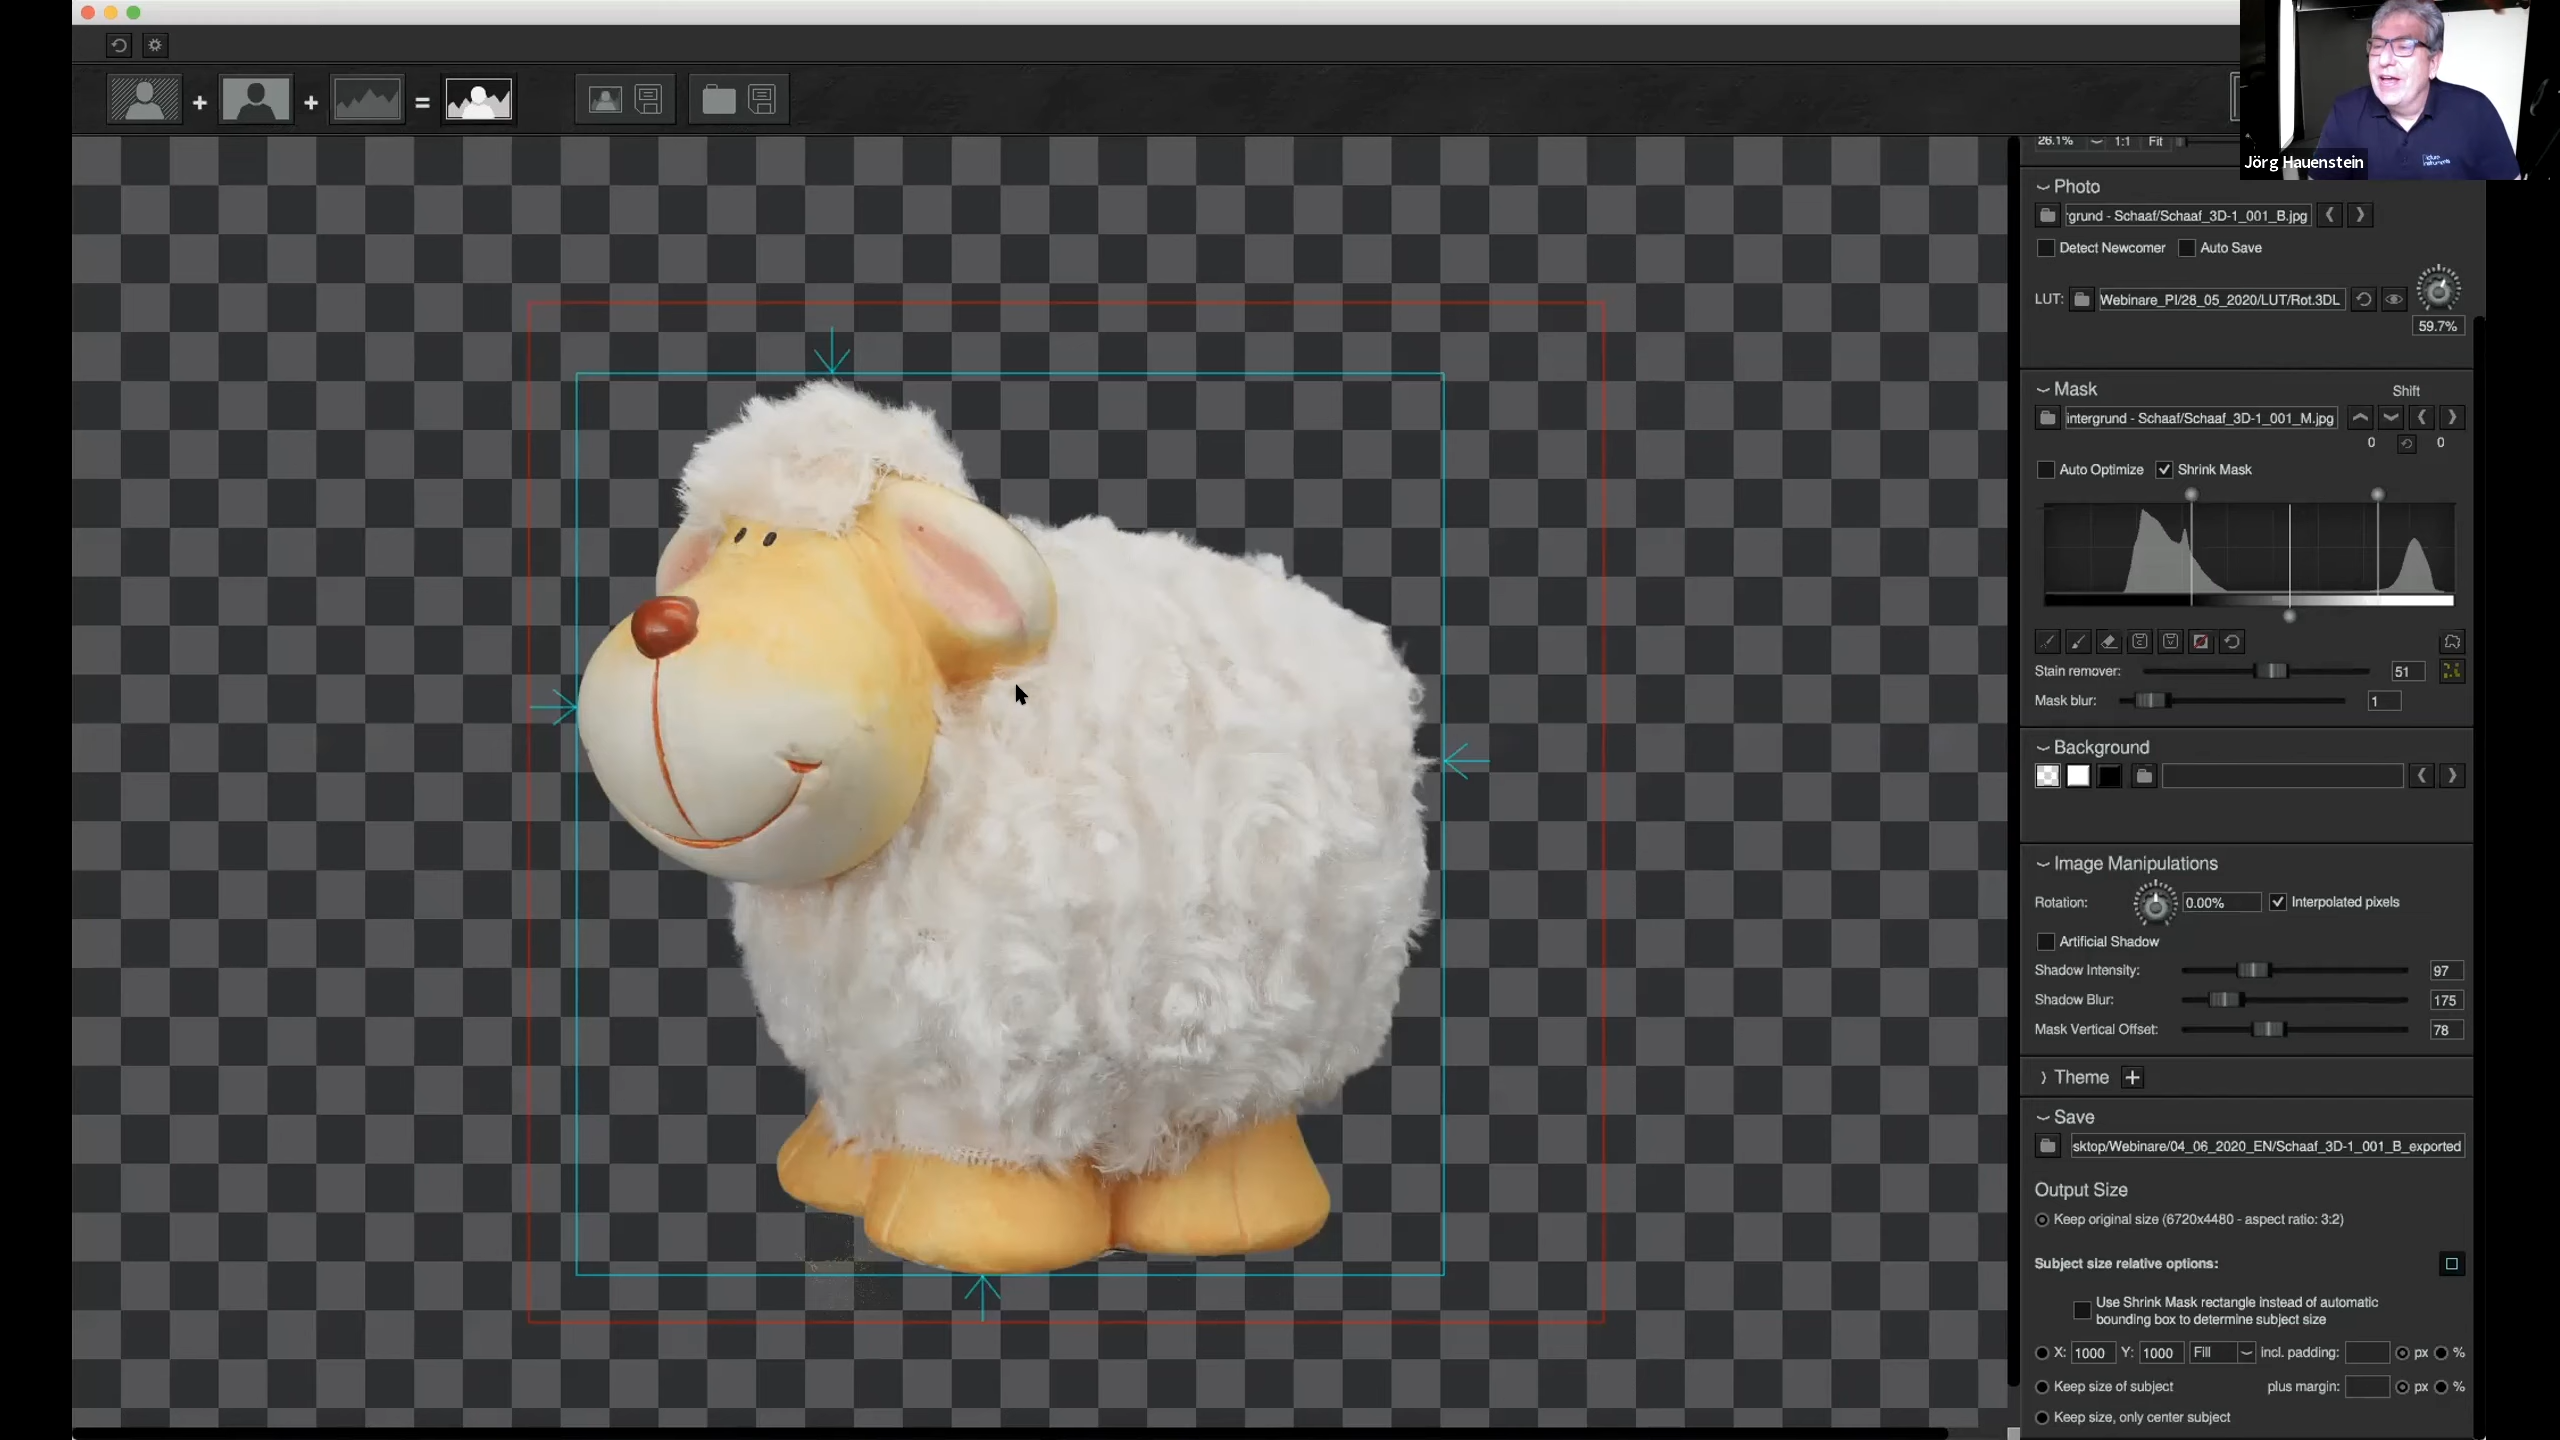 Jörg Hauenstein
26.1% 1:1 Fit
Photo
rgrund - Schaaf/Schaaf_3D-1_001_B.jpg
Detect Newcomer Auto Save
LUT: Webinare_PI/28_05_2020/LUT/Rot.3DL
59.7%
Mask Shift
intergrund - Schaaf/Schaaf_3D-1_001_M.jpg
0 0
Auto Optimize Shrink Mask
Stain remover: 51
Mask blur: 1
Background
Image Manipulations
Rotation: 0.00% Interpolated pixels
Artificial Shadow
Shadow Intensity: 97
Shadow Blur: 175
Mask Vertical Offset: 78
Theme +
Save
sktop/Webinare/04_06_2020_EN/Schaaf_3D-1_001_B_exported
Output Size
Keep original size (6720x4480 - aspect ratio: 3:2)
Subject size relative options:
Use Shrink Mask rectangle instead of automatic
bounding box to determine subject size
X: 1000 Y: 1000 Fill incl. padding: px %
Keep size of subject plus margin: px %
Keep size, only center subject